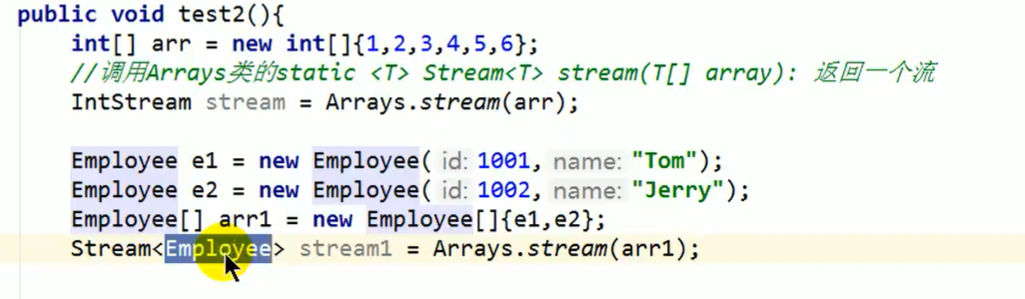 public void test2(){
int[] arr = new int[]{1,2,3,4,5,6};
//调用Arrays类的static <T> Stream<T> stream(T[] array): 返回一个流
IntStream stream = Arrays.stream(arr);
Employee e1 = new Employee( id: 1001, name: "Tom");
Employee e2 = new Employee( id: 1002, name: "Jerry");
Employee[] arr1 = new Employee[]{e1,e2};
Stream<Employee> stream1 = Arrays.stream(arr1);